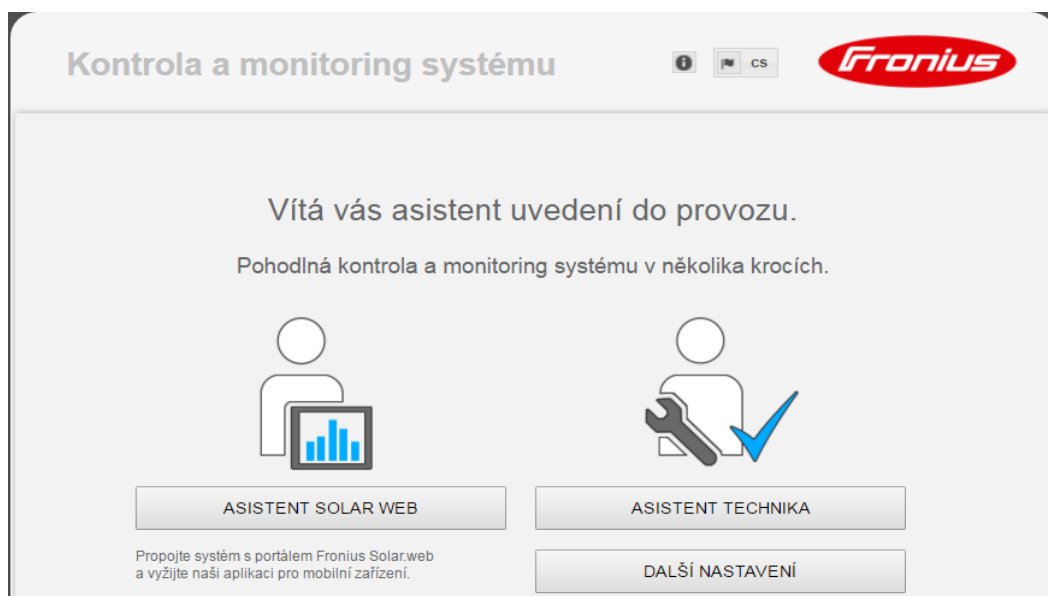 Kontrola a monitoring systému
CS
Fronius
Vítá vás asistent uvedení do provozu.
Pohodlná kontrola a monitoring systému v několika krocích.
ASISTENT SOLAR WEB
ASISTENT TECHNIKA
Propojte systém s portálem Fronius Solar.web
a vyžijte naši aplikaci pro mobilní zařízení.
DALŠÍ NASTAVENÍ